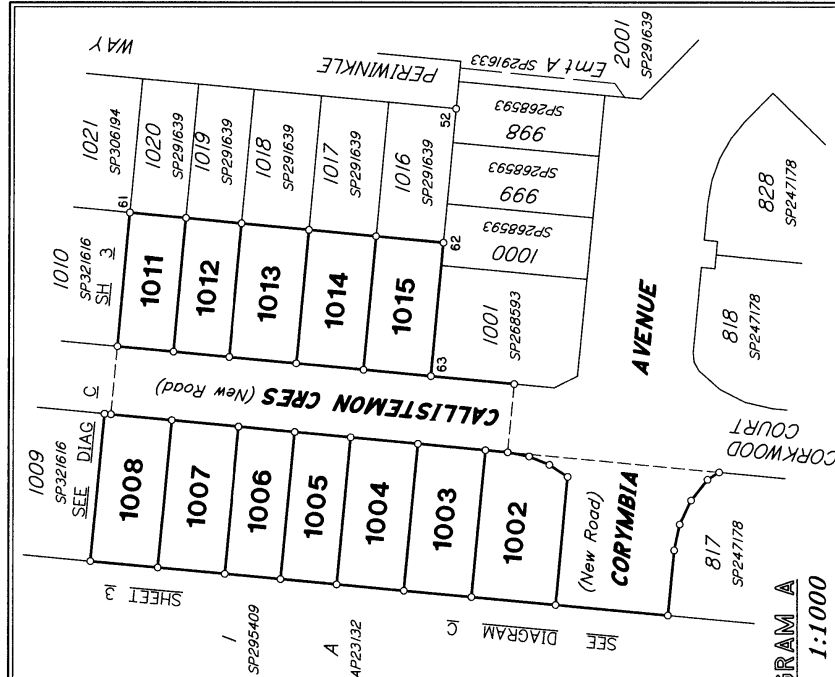 WAY
PERIWINKLE
Emt A SP291633
2001
SP291639
1021
SP306194
1020
SP291639
1019
SP291639
1018
SP291639
1017
SP291639
1016
SP291639
52
61
62
63
998
SP268593
999
SP268593
1000
SP268593
1001
SP268593
1010
SP321616
SH 3
1011
1012
1013
1014
1015
CALLISTEMON CRES (New Road)
AVENUE
828
SP247178
818
SP247178
CORKWOOD
COURT
1009
SP321616
SEE DIAG C
1008
1007
1006
1005
1004
1003
1002
(New Road)
CORYMBIA
817
SP247178
SEE DIAGRAM C SHEET 3
1
SP295409
A
AP23132
GRAM A
1:1000